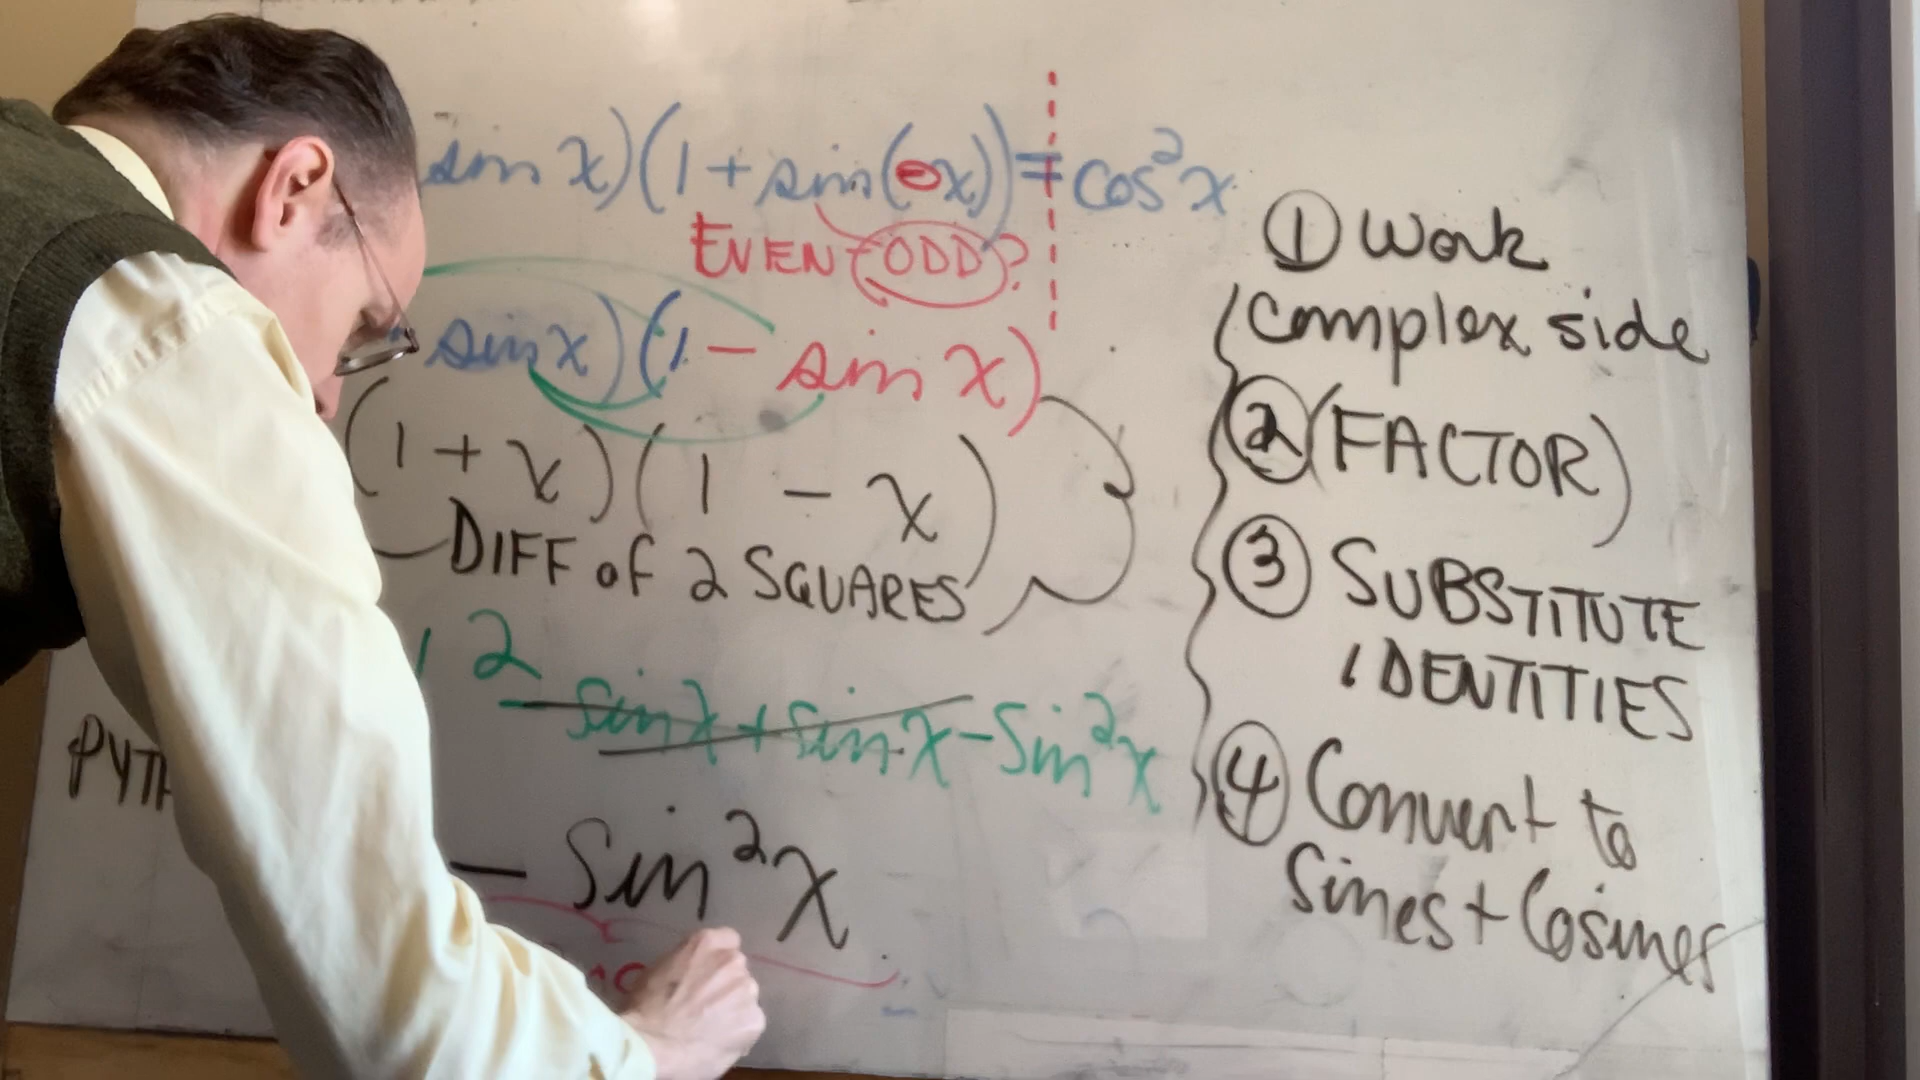 sin x)(1 + sin(-x)) = cos²x
EVEN - ODD?
sin x)(1 - sin x)
(1 + x)(1 - x)
DIFF of 2 SQUARES
1² - sin x + sin x - sin²x
PYTH
- sin²x
① Work
complex side
② (FACTOR)
③ SUBSTITUTE
IDENTITIES
④ Convert to
Sines + Cosines